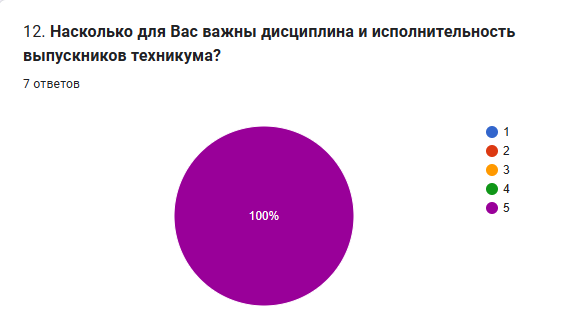 12. Насколько для Вас важны дисциплина и исполнительность
выпускников техникума?
7 ответов
100%
1
2
3
4
5